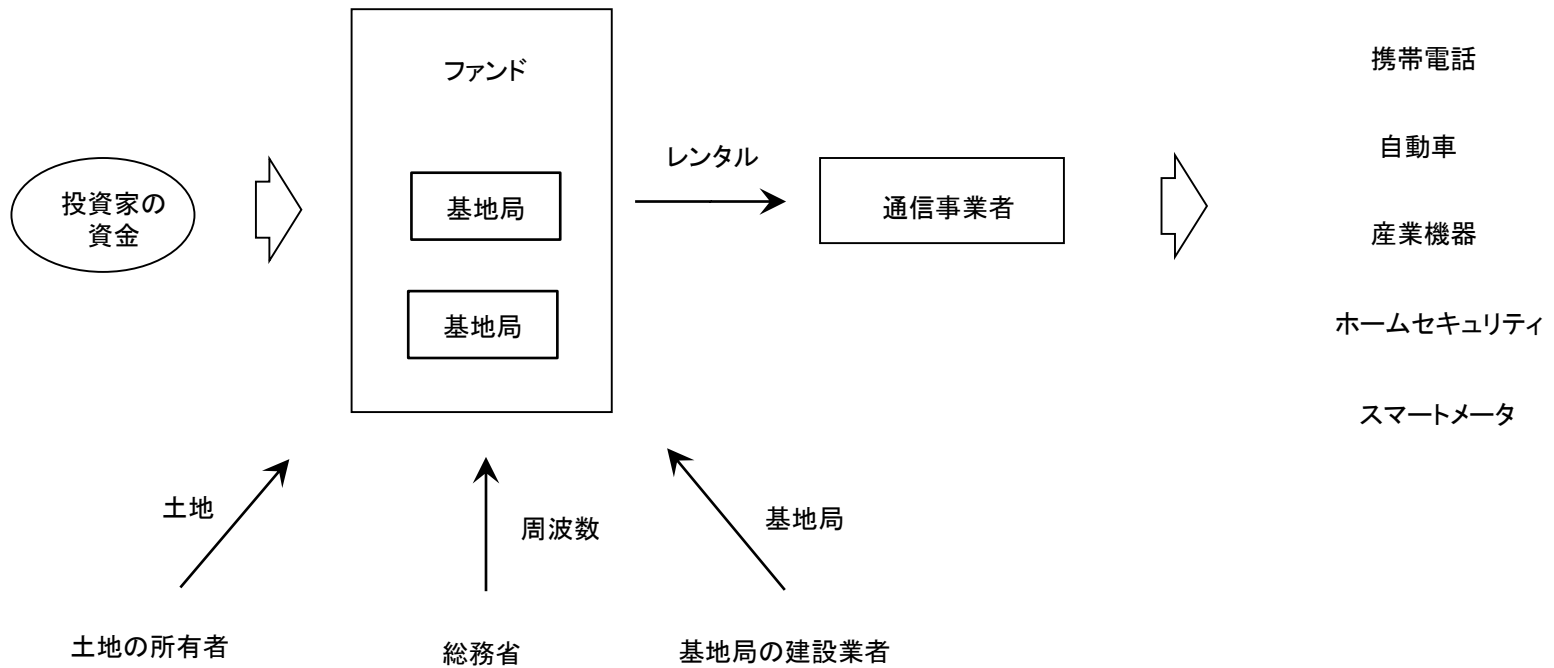 ファンド
基地局
基地局
投資家の
資金
レンタル
通信事業者
携帯電話
自動車
産業機器
ホームセキュリティ
スマートメータ
土地
周波数
基地局
土地の所有者
総務省
基地局の建設業者